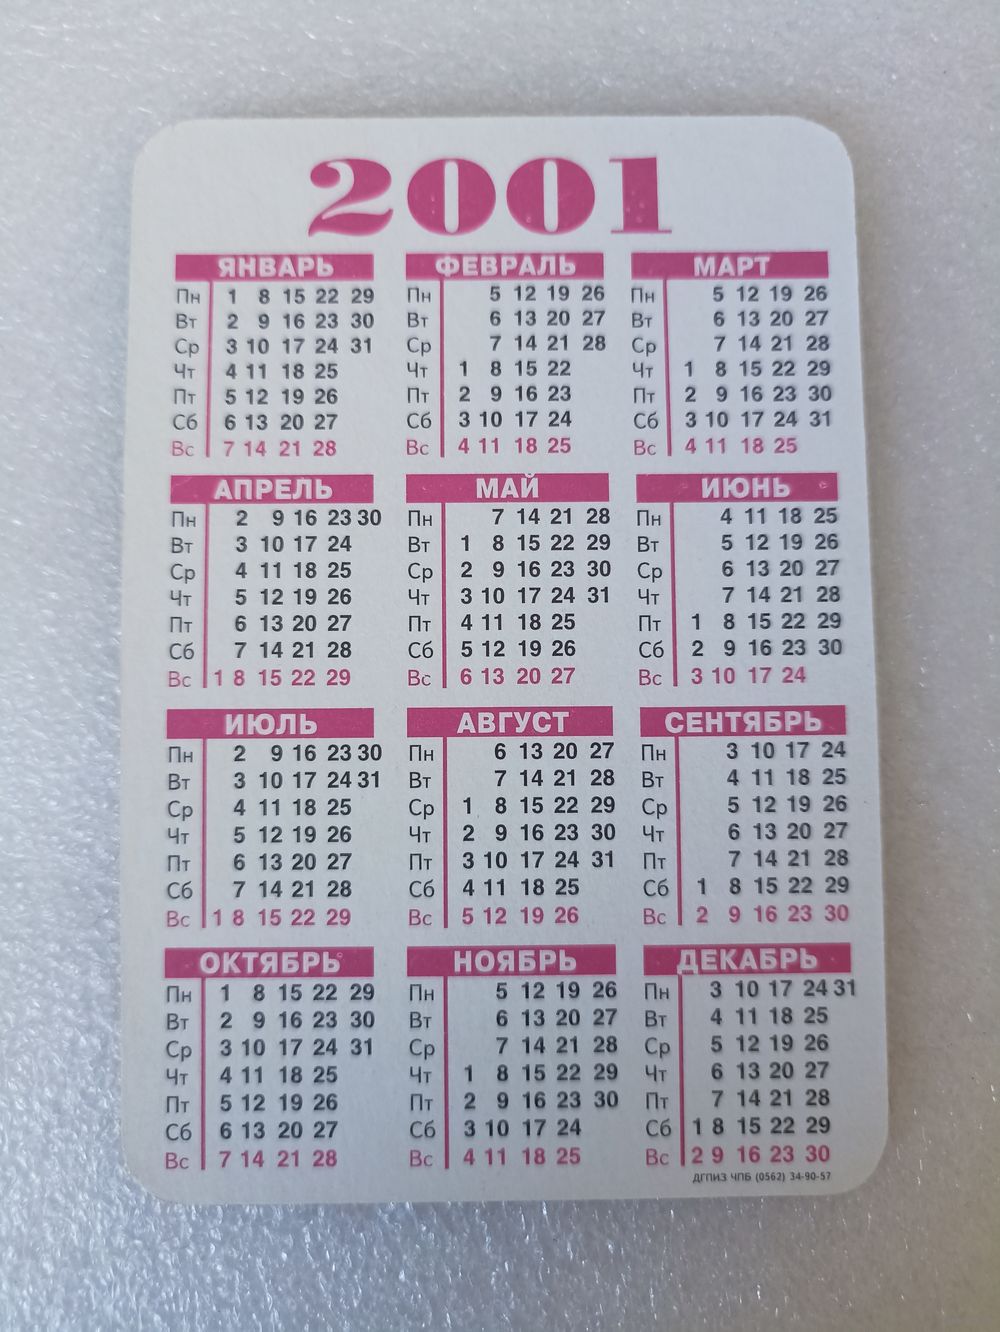 2001
ЯНВАРЬ ФЕВРАЛЬ МАРТ
Пн 1 8 15 22 29 Пн 5 12 19 26 Пн 5 12 19 26
Вт 2 9 16 23 30 Вт 6 13 20 27 Вт 6 13 20 27
Ср 3 10 17 24 31 Ср 7 14 21 28 Ср 7 14 21 28
Чт 4 11 18 25 Чт 1 8 15 22 Чт 1 8 15 22 29
Пт 5 12 19 26 Пт 2 9 16 23 Пт 2 9 16 23 30
Сб 6 13 20 27 Сб 3 10 17 24 Сб 3 10 17 24 31
Вс 7 14 21 28 Вс 4 11 18 25 Вс 4 11 18 25
АПРЕЛЬ МАЙ ИЮНЬ
Пн 2 9 16 23 30 Пн 7 14 21 28 Пн 4 11 18 25
Вт 3 10 17 24 Вт 1 8 15 22 29 Вт 5 12 19 26
Ср 4 11 18 25 Ср 2 9 16 23 30 Ср 6 13 20 27
Чт 5 12 19 26 Чт 3 10 17 24 31 Чт 7 14 21 28
Пт 6 13 20 27 Пт 4 11 18 25 Пт 1 8 15 22 29
Сб 7 14 21 28 Сб 5 12 19 26 Сб 2 9 16 23 30
Вс 1 8 15 22 29 Вс 6 13 20 27 Вс 3 10 17 24
ИЮЛЬ АВГУСТ СЕНТЯБРЬ
Пн 2 9 16 23 30 Пн 6 13 20 27 Пн 3 10 17 24
Вт 3 10 17 24 31 Вт 7 14 21 28 Вт 4 11 18 25
Ср 4 11 18 25 Ср 1 8 15 22 29 Ср 5 12 19 26
Чт 5 12 19 26 Чт 2 9 16 23 30 Чт 6 13 20 27
Пт 6 13 20 27 Пт 3 10 17 24 31 Пт 7 14 21 28
Сб 7 14 21 28 Сб 4 11 18 25 Сб 1 8 15 22 29
Вс 1 8 15 22 29 Вс 5 12 19 26 Вс 2 9 16 23 30
ОКТЯБРЬ НОЯБРЬ ДЕКАБРЬ
Пн 1 8 15 22 29 Пн 5 12 19 26 Пн 3 10 17 24 31
Вт 2 9 16 23 30 Вт 6 13 20 27 Вт 4 11 18 25
Ср 3 10 17 24 31 Ср 7 14 21 28 Ср 5 12 19 26
Чт 4 11 18 25 Чт 1 8 15 22 29 Чт 6 13 20 27
Пт 5 12 19 26 Пт 2 9 16 23 30 Пт 7 14 21 28
Сб 6 13 20 27 Сб 3 10 17 24 Сб 1 8 15 22 29
Вс 7 14 21 28 Вс 4 11 18 25 Вс 2 9 16 23 30
ДГПИЗ ЧПБ (0562) 34-90-57